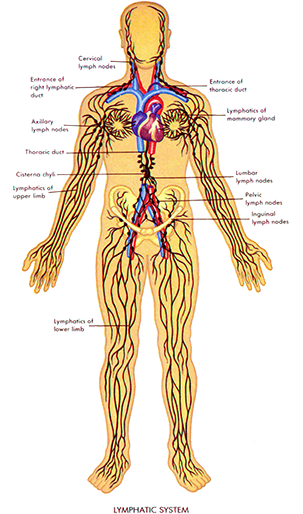 Cervical
lymph nodes
Entrance of
right lymphatic
duct
Entrance of
thoracic duct
Axillary
lymph nodes
Lymphatics of
mammary gland
Thoracic duct
Cisterna chyli
Lumbar
lymph nodes
Lymphatics of
upper limb
Pelvic
lymph nodes
Inguinal
lymph nodes
Lymphatics of
lower limb
LYMPHATIC SYSTEM